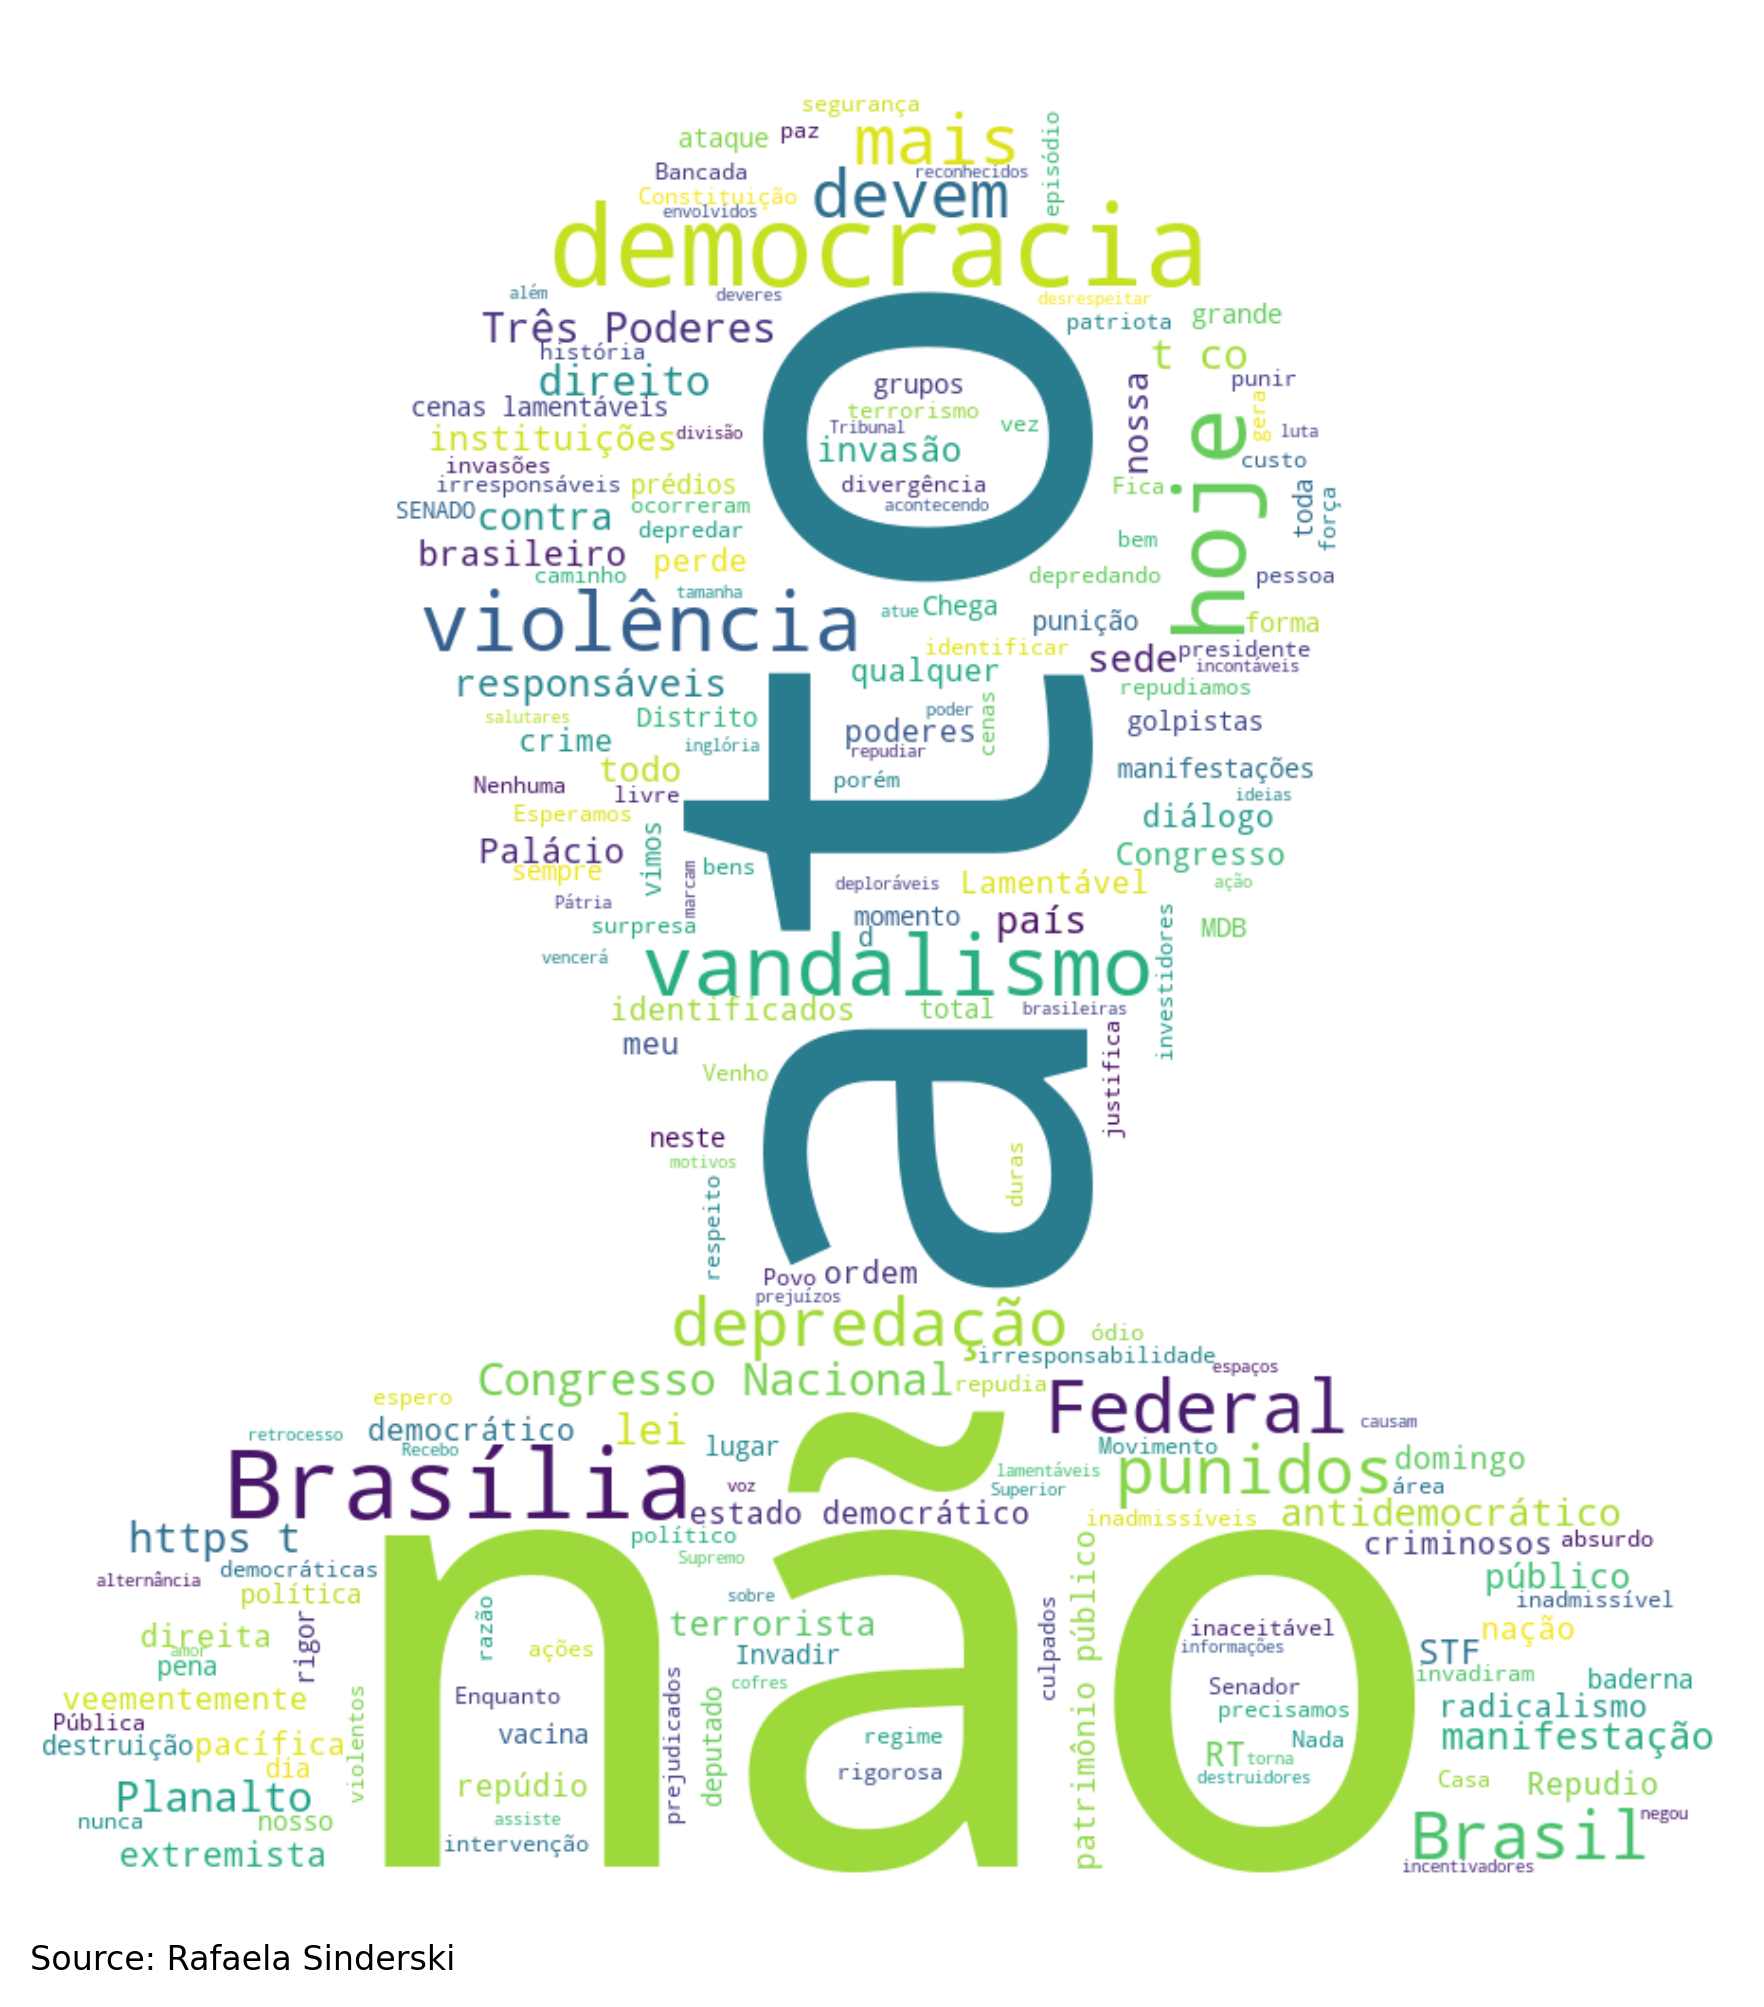 segurança
ataque paz mais episódio
Bancada reconhecidos
Constituição devem
envolvidos
democracia
além deveres desrespeitar
Três Poderes patriota grande
história t co
direito grupos nossa punir
cenas lamentáveis terrorismo gera
instituições divisão Tribunal vez luta
invasões invasão custo
irresponsáveis prédios divergência Fica hoje
SENADO contra ocorreram acontecendo toda força
depredar
brasileiro perde bem
caminho depredando pessoa
tamanha
violência atue Chega punição forma
identificar sede presidente
qualquer incontáveis
responsáveis repudiamos
salutares Distrito poder cenas golpistas
crime inglória poderes
repudiar
todo porém manifestações
Nenhuma livre ideias
Esperamos diálogo
ato
Palácio vimos Congresso
sempre marcam bens deploráveis Lamentável ação
Pátria momento país
surpresa d MDB
vencerá vandalismo investidores
identificados total brasileiras
meu justifica
Venho
neste
motivos duras
respeito
Povo ordem
prejuízos
depredação ódio
irresponsabilidade
Congresso Nacional repudia espaços
espero Federal
retrocesso democrático lei lugar causam
Recebo Movimento
Brasília voz lamentáveis punidos domingo
Superior área
estado democrático inadmissíveis antidemocrático
https t político criminosos absurdo
Supremo
alternância democráticas público
política sobre inadmissível
não
direita rigor razão ações terrorista culpados patrimônio público inaceitável nação
amor Invadir informações STF
pena cofres invadiram baderna
veementemente Enquanto prejudicados deputado Senador radicalismo
Pública vacina regime precisamos
destruição pacífica violentos Nada manifestação
dia rigorosa RT torna
destruidores Casa Repudio
Planalto repúdio
nunca nosso assiste negou
extremista intervenção Brasil
incentivadores
Source: Rafaela Sinderski